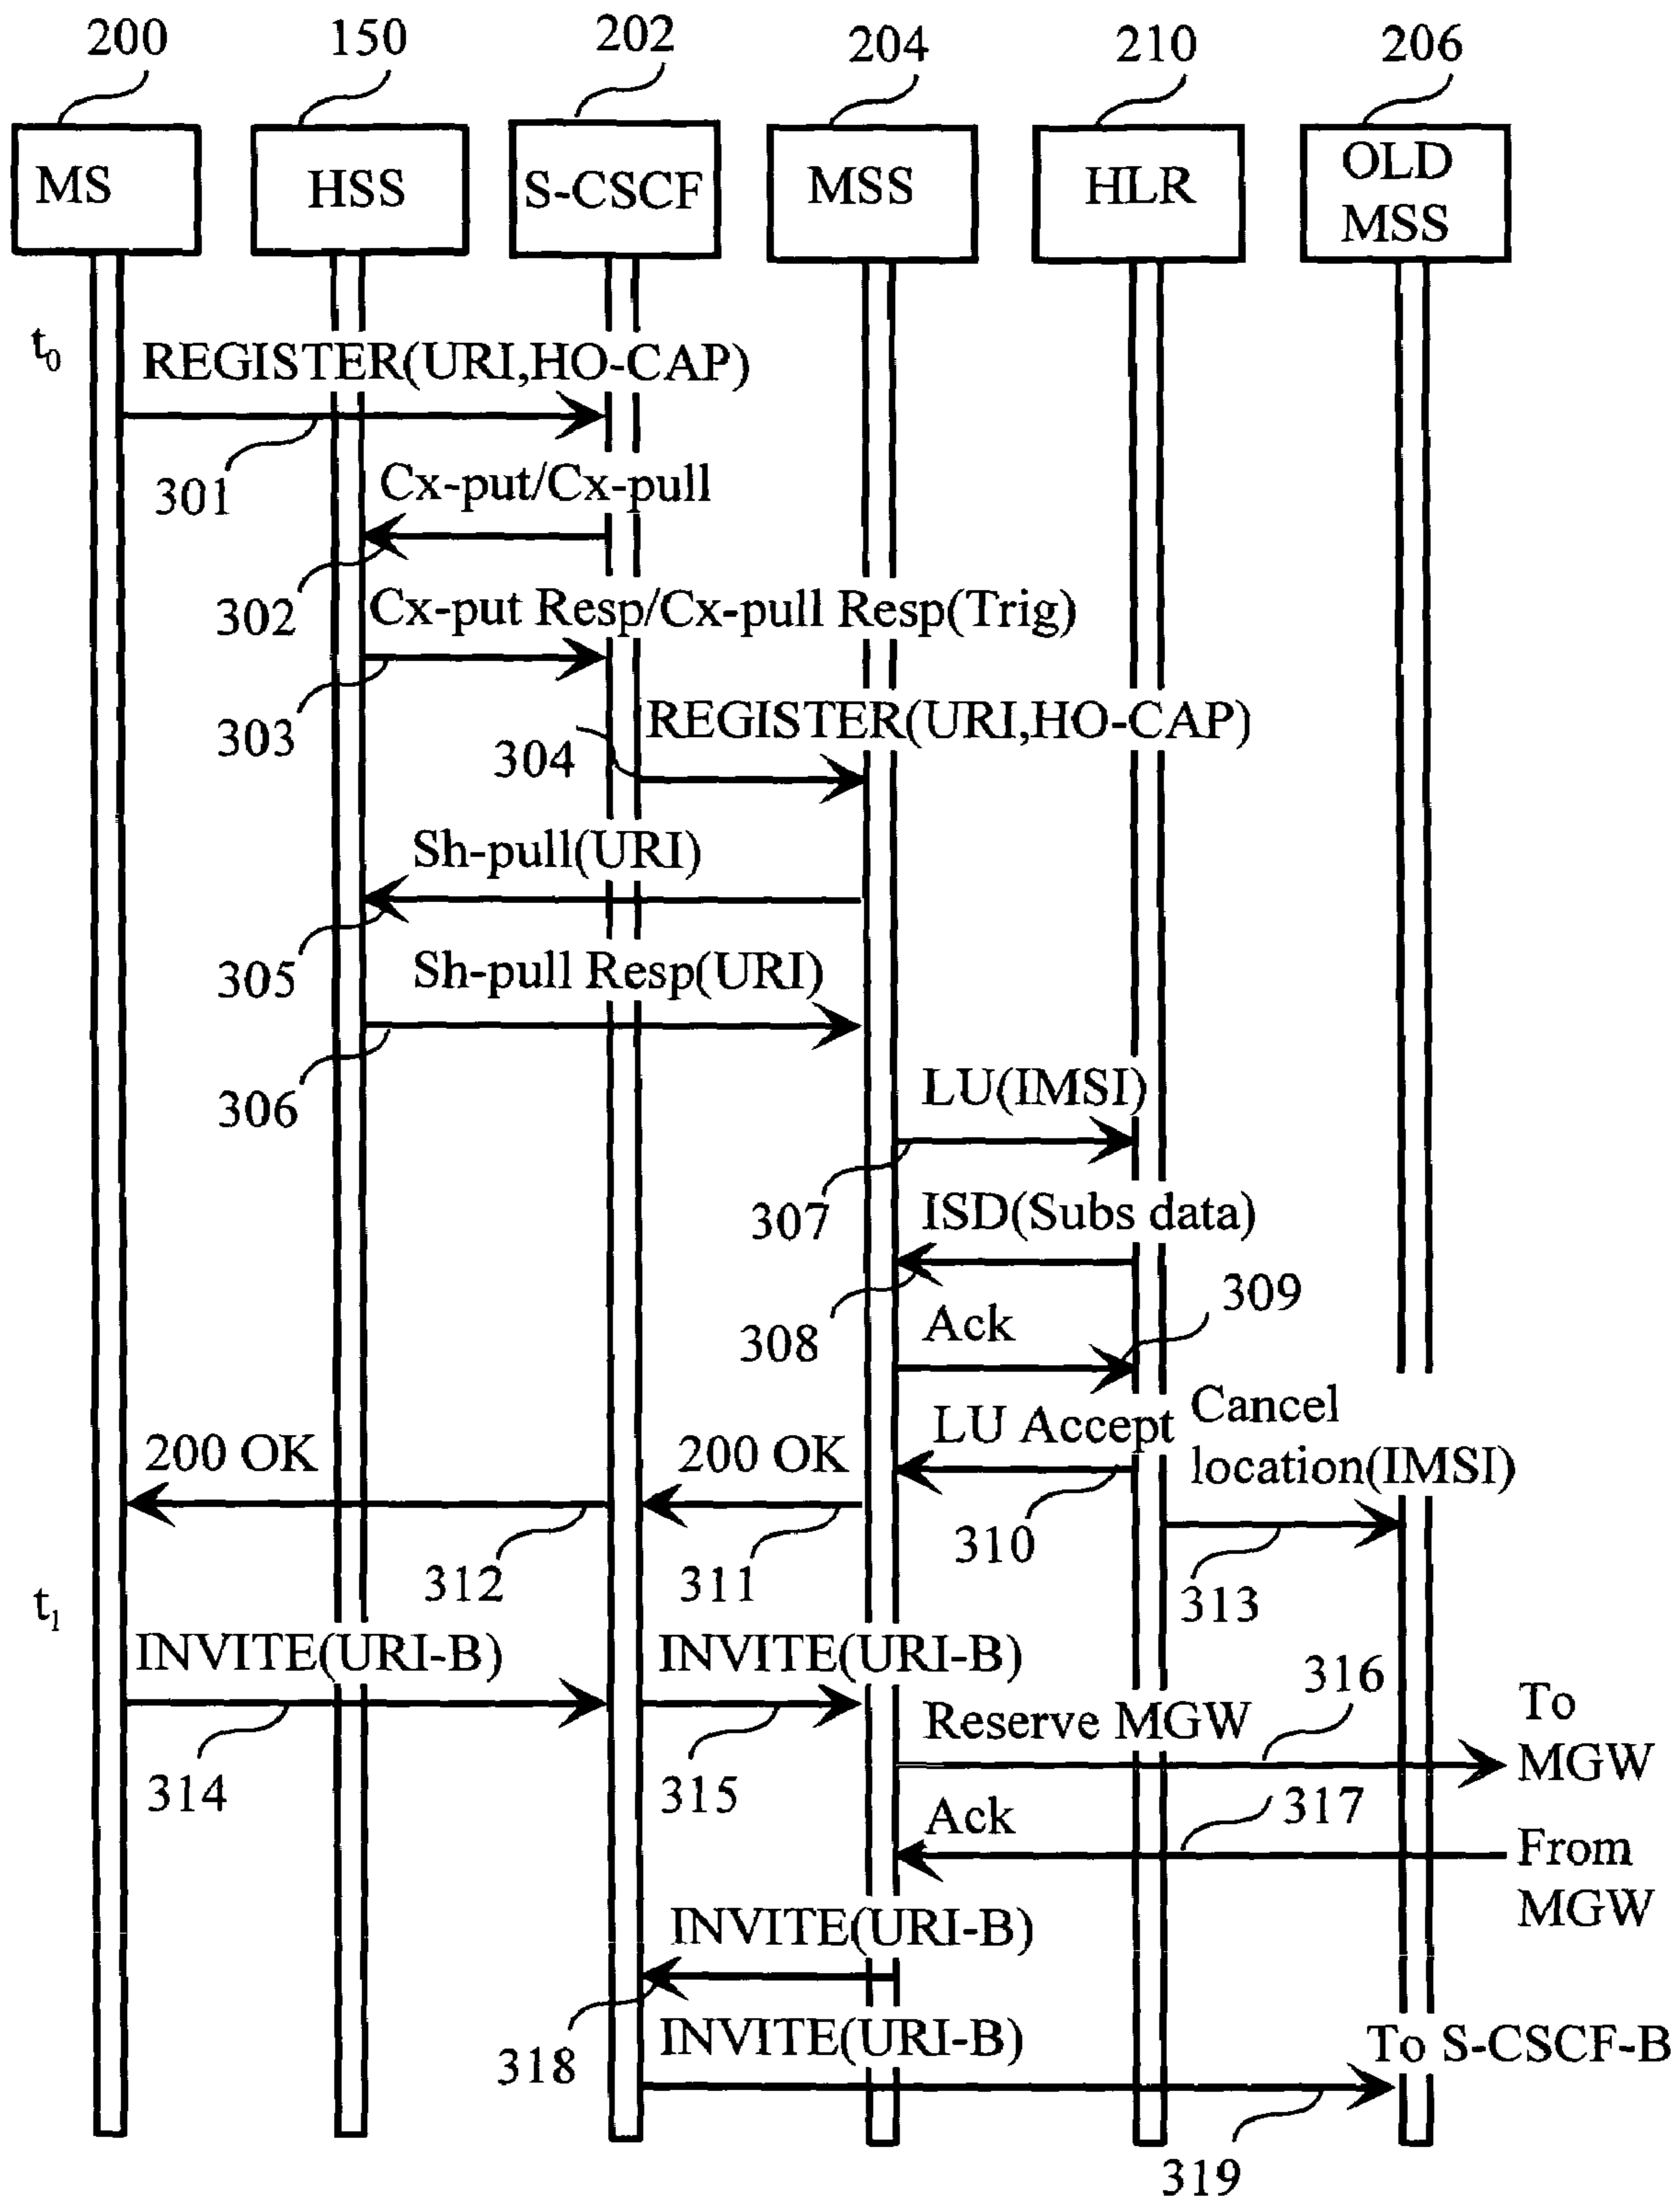 200 150 202 204 210 206
MS HSS S-CSCF MSS HLR OLD MSS
t0
REGISTER(URI,HO-CAP)
301
Cx-put/Cx-pull
302
Cx-put Resp/Cx-pull Resp(Trig)
303
REGISTER(URI,HO-CAP)
304
Sh-pull(URI)
305
Sh-pull Resp(URI)
306
LU(IMSI)
307
ISD(Subs data)
308
309
Ack
LU Accept
310
Cancel
location(IMSI)
313
200 OK
311
200 OK
312
t1
INVITE(URI-B)
314
INVITE(URI-B)
315
Reserve MGW
316
To
MGW
Ack
317
From
MGW
INVITE(URI-B)
318
INVITE(URI-B)
To S-CSCF-B
319